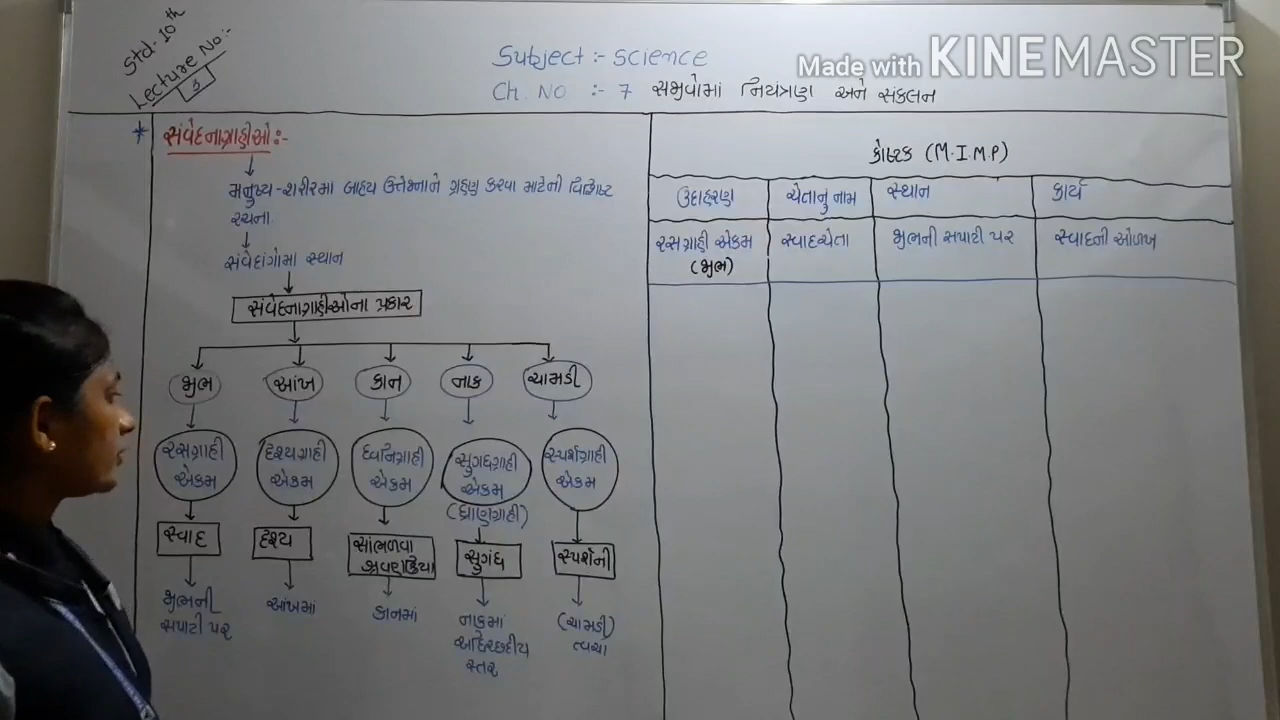 Std:- 10th
Lecture No:-
Subject :- Science
Made with KINEMASTER
Ch. NO :- 7 સજીવોમાં નિયંત્રણ અને સંકલન
* સંવેદનાગ્રાહીઓ:-
મનુષ્ય-શરીરમાં બાહ્ય ઉત્તેજનાને ગ્રહણ કરવા માટેની વિશિષ્ટ
રચના
સંવેદાંગોમાં સ્થાન
સંવેદનાગ્રાહીઓના પ્રકાર
જીભ આંખ કાન નાક ચામડી
રસગ્રાહી એકમ
દૃશ્યગ્રાહી એકમ
ધ્વનિગ્રાહી એકમ
સુગંધગ્રાહી એકમ
(ઘ્રાણગ્રાહી)
સ્પર્શગ્રાહી એકમ
સ્વાદ
દૃશ્ય
સાંભળવા
શ્રવણક્રિયા
સુગંધ
સ્પર્શની
જીભની
સપાટી પર
આંખમાં
કાનમાં
નાકમાં
સ્તર
(ચામડી)
ત્વચા
કોષ્ટક (M.I.M.P)
ઉદાહરણ ચેતાનું નામ સ્થાન કાર્ય
રસગ્રાહી એકમ સ્વાદચેતા જીભની સપાટી પર સ્વાદની ઓળખ
(જીભ)